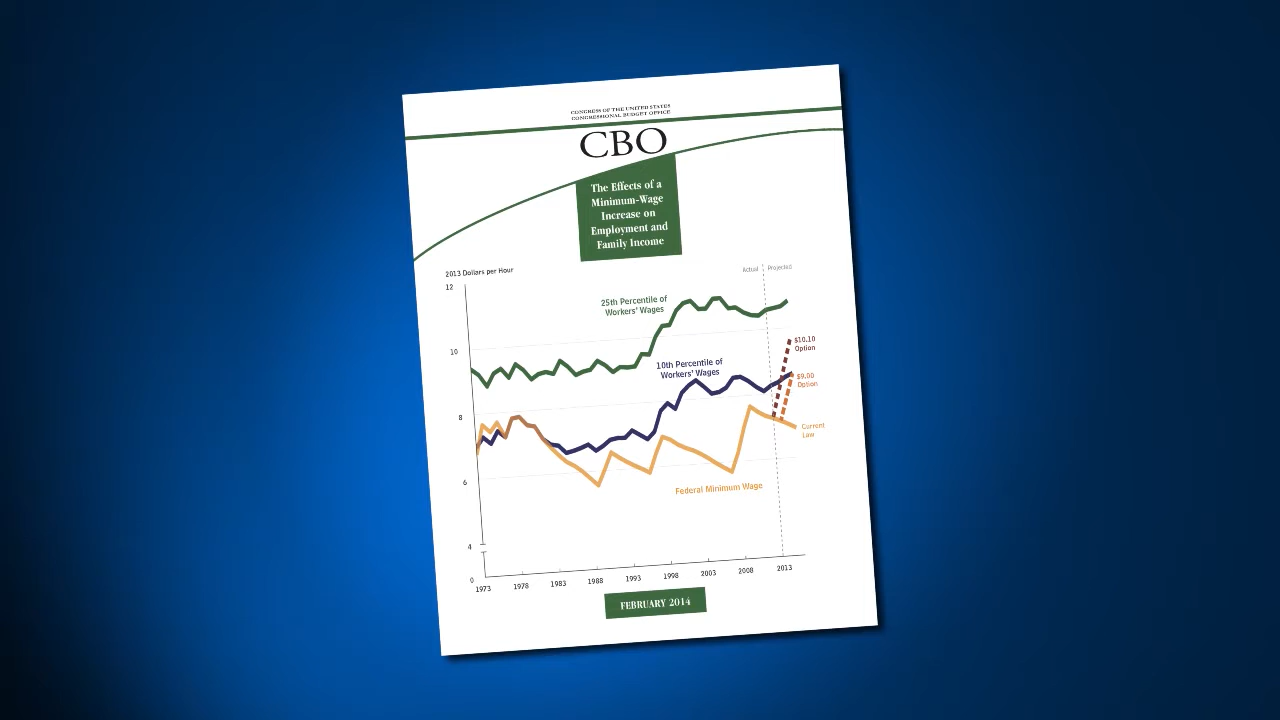 CONGRESS OF THE UNITED STATES
CONGRESSIONAL BUDGET OFFICE
CBO
The Effects of a
Minimum-Wage
Increase on
Employment and
Family Income
2013 Dollars per Hour
Actual
Projected
12
25th Percentile of
Workers' Wages
10
$10.10
Option
10th Percentile of
Workers' Wages
$9.00
Option
8
Current
Law
6
Federal Minimum Wage
4
0
1973
1978
1983
1988
1993
1998
2003
2008
2013
FEBRUARY 2014